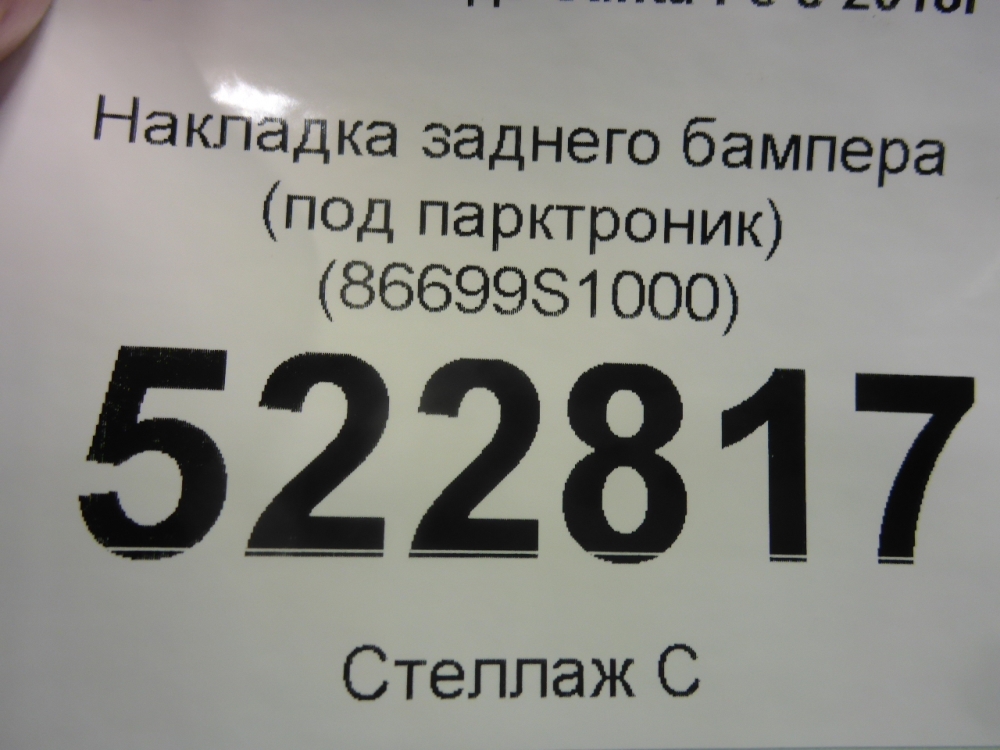 Накладка заднего бампера
(под парктроник)
(86699S1000)
522817
Стеллаж С